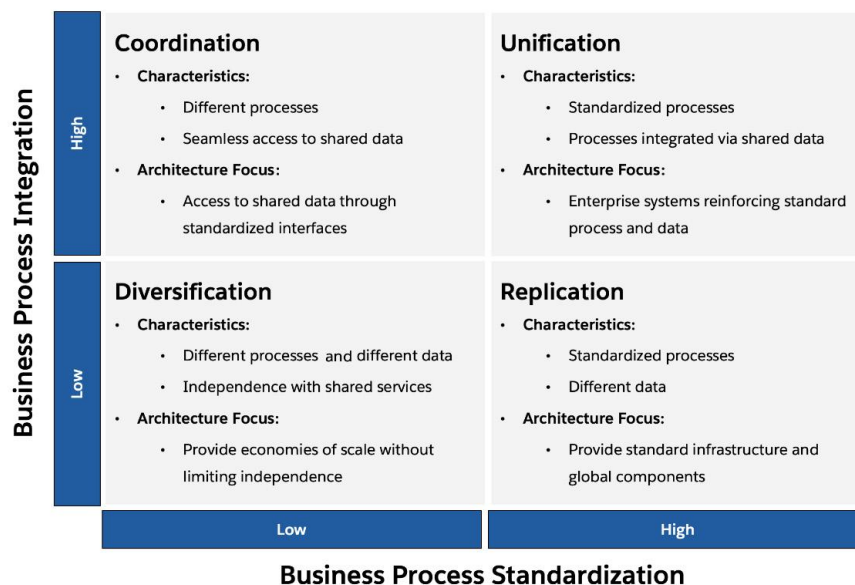 Business Process Integration
High
Coordination
• Characteristics:
• Different processes
• Seamless access to shared data
• Architecture Focus:
• Access to shared data through
standardized interfaces
Unification
• Characteristics:
• Standardized processes
• Processes integrated via shared data
• Architecture Focus:
• Enterprise systems reinforcing standard
process and data
Low
Diversification
• Characteristics:
• Different processes and different data
• Independence with shared services
• Architecture Focus:
• Provide economies of scale without
limiting independence
Replication
• Characteristics:
• Standardized processes
• Different data
• Architecture Focus:
• Provide standard infrastructure and
global components
Low
High
Business Process Standardization